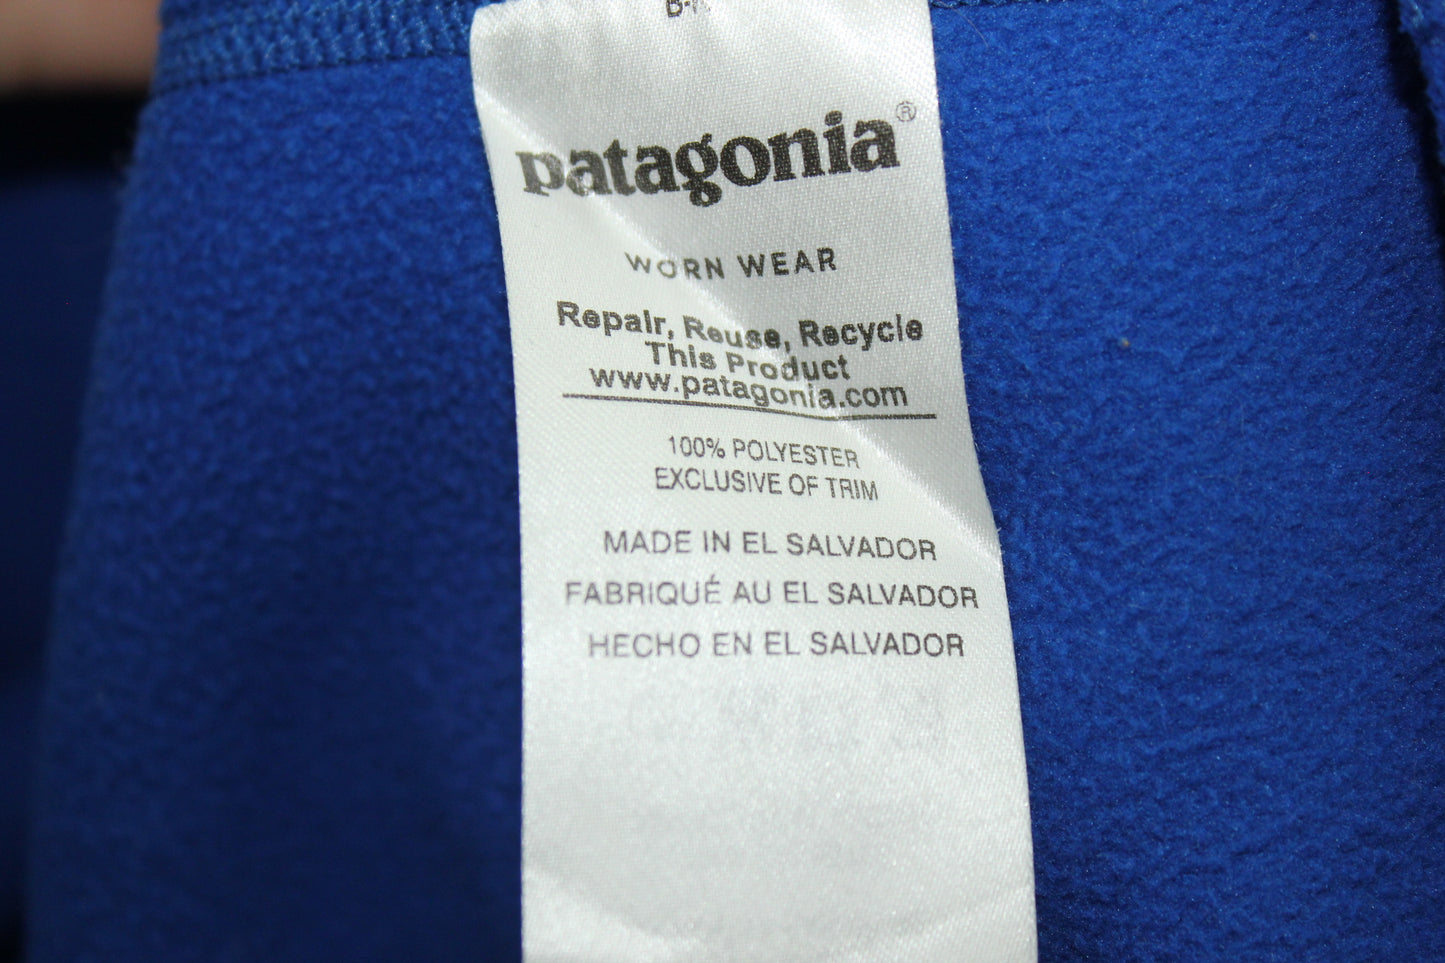 patagonia®
WORN WEAR
Repair, Reuse, Recycle
This Product
www.patagonia.com
100% POLYESTER
EXCLUSIVE OF TRIM
MADE IN EL SALVADOR
FABRIQUÉ AU EL SALVADOR
HECHO EN EL SALVADOR